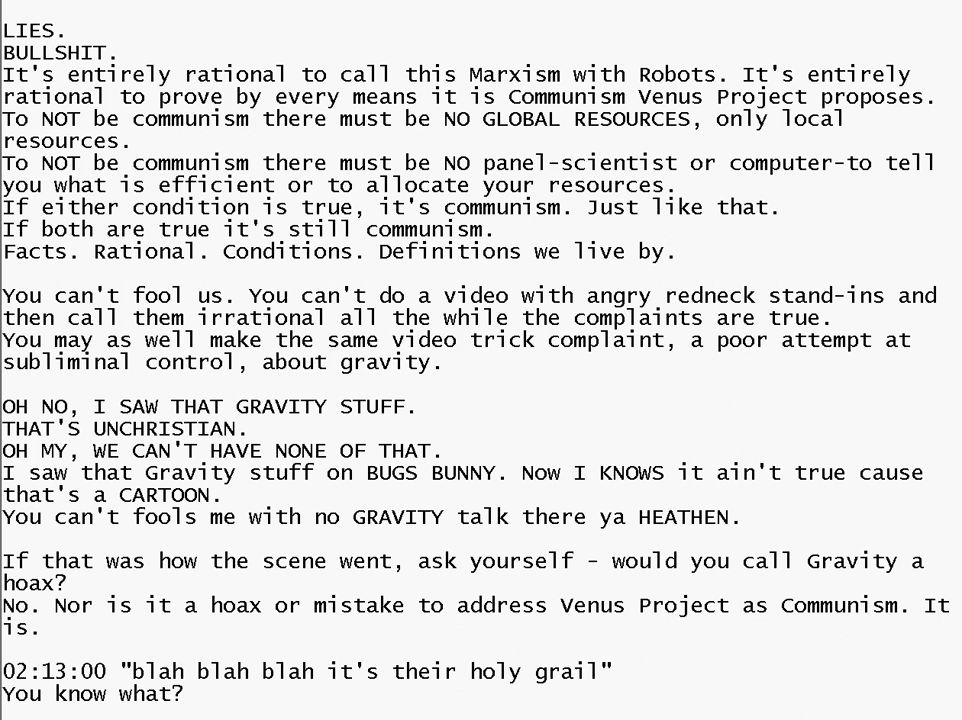 LIES.
BULLSHIT.
It's entirely rational to call this Marxism with Robots. It's entirely
rational to prove by every means it is Communism Venus Project proposes.
To NOT be communism there must be NO GLOBAL RESOURCES, only local
resources.
To NOT be communism there must be NO panel-scientist or computer-to tell
you what is efficient or to allocate your resources.
If either condition is true, it's communism. Just like that.
If both are true it's still communism.
Facts. Rational. Conditions. Definitions we live by.
You can't fool us. You can't do a video with angry redneck stand-ins and
then call them irrational all the while the complaints are true.
You may as well make the same video trick complaint, a poor attempt at
subliminal control, about gravity.
OH NO, I SAW THAT GRAVITY STUFF.
THAT'S UNCHRISTIAN.
OH MY, WE CAN'T HAVE NONE OF THAT.
I saw that Gravity stuff on BUGS BUNNY. Now I KNOWS it ain't true cause
that's a CARTOON.
You can't fools me with no GRAVITY talk there ya HEATHEN.
If that was how the scene went, ask yourself - would you call Gravity a
hoax?
No. Nor is it a hoax or mistake to address Venus Project as Communism. It
is.
02:13:00 "blah blah blah it's their holy grail"
You know what?